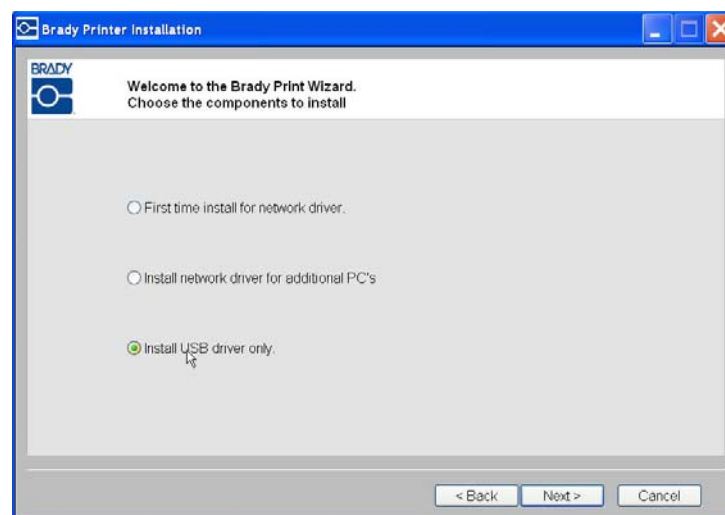 Brady Printer Installation
BRADY
Welcome to the Brady Print Wizard.
Choose the components to install
First time install for network driver.
Install network driver for additional PC's
Install USB driver only.
< Back
Next >
Cancel